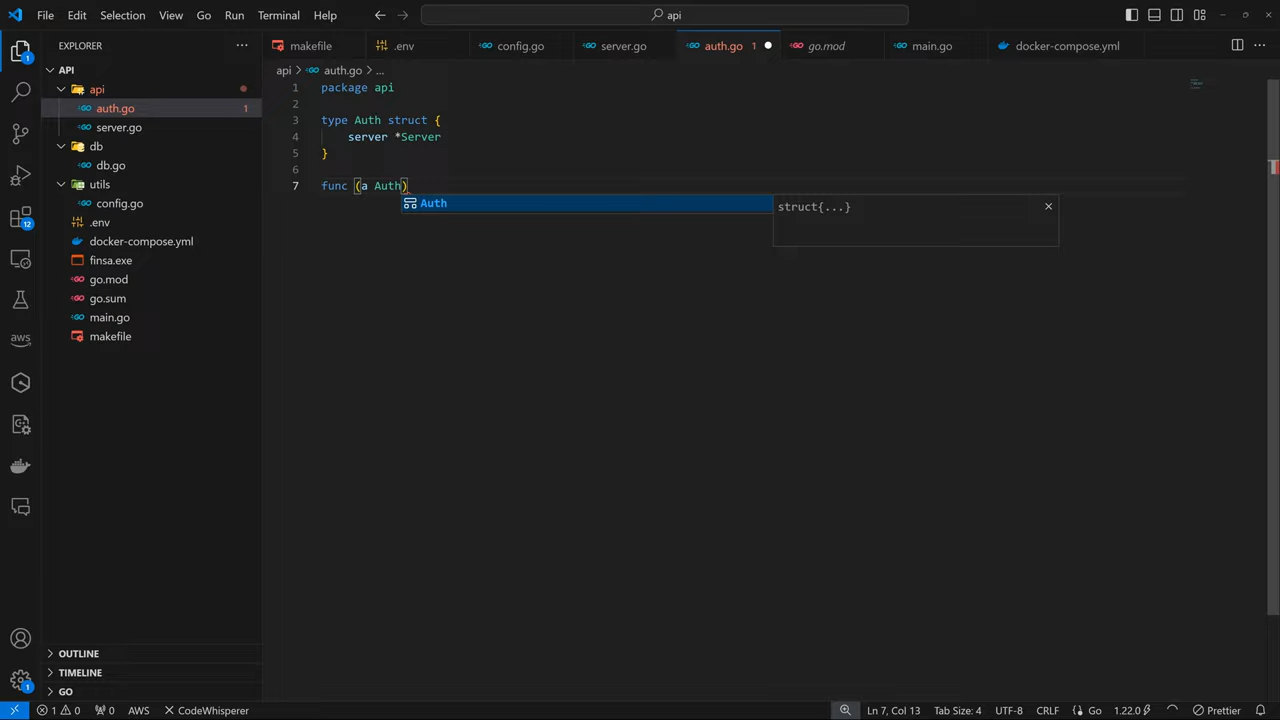 File Edit Selection View Go Run Terminal Help api
EXPLORER
makefile .env config.go server.go auth.go 1 go.mod main.go docker-compose.yml
API
api > auth.go > ...
api
auth.go 1
server.go
db
db.go
utils
config.go
.env
docker-compose.yml
finsa.exe
go.mod
go.sum
main.go
makefile
1 package api
2
3 type Auth struct {
4 server *Server
5 }
6
7 func (a Auth)
Auth
struct{...}
1
12
aws
OUTLINE
TIMELINE
GO
1
1 0 0 AWS CodeWhisperer Ln 7, Col 13 Tab Size: 4 UTF-8 CRLF Go 1.22.0 Prettier